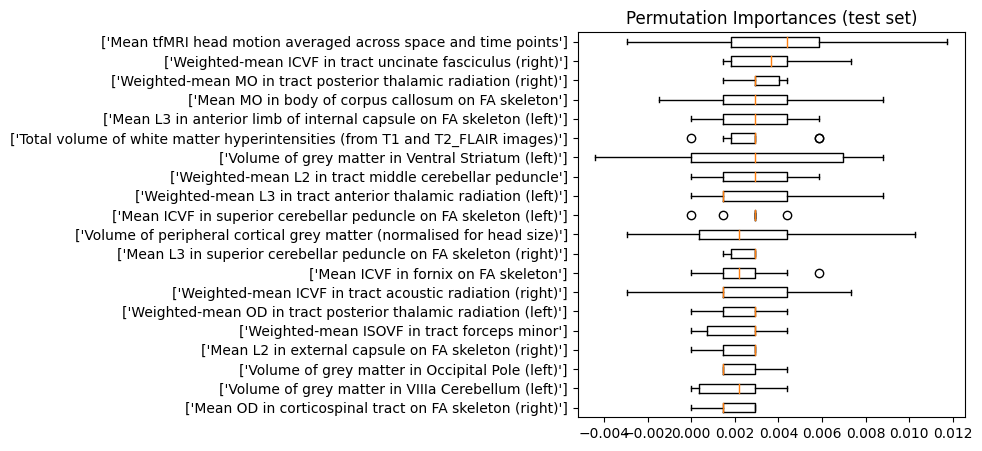 Permutation Importances (test set)
['Mean tfMRI head motion averaged across space and time points']
['Weighted-mean ICVF in tract uncinate fasciculus (right)']
['Weighted-mean MO in tract posterior thalamic radiation (right)']
['Mean MO in body of corpus callosum on FA skeleton']
['Mean L3 in anterior limb of internal capsule on FA skeleton (left)']
['Total volume of white matter hyperintensities (from T1 and T2_FLAIR images)']
['Volume of grey matter in Ventral Striatum (left)']
['Weighted-mean L2 in tract middle cerebellar peduncle']
['Weighted-mean L3 in tract anterior thalamic radiation (left)']
['Mean ICVF in superior cerebellar peduncle on FA skeleton (left)']
['Volume of peripheral cortical grey matter (normalised for head size)']
['Mean L3 in superior cerebellar peduncle on FA skeleton (right)']
['Mean ICVF in fornix on FA skeleton']
['Weighted-mean ICVF in tract acoustic radiation (right)']
['Weighted-mean OD in tract posterior thalamic radiation (left)']
['Weighted-mean ISOVF in tract forceps minor']
['Mean L2 in external capsule on FA skeleton (right)']
['Volume of grey matter in Occipital Pole (left)']
['Volume of grey matter in VIIIa Cerebellum (left)']
['Mean OD in corticospinal tract on FA skeleton (right)']
−0.004 −0.002 0.000 0.002 0.004 0.006 0.008 0.010 0.012